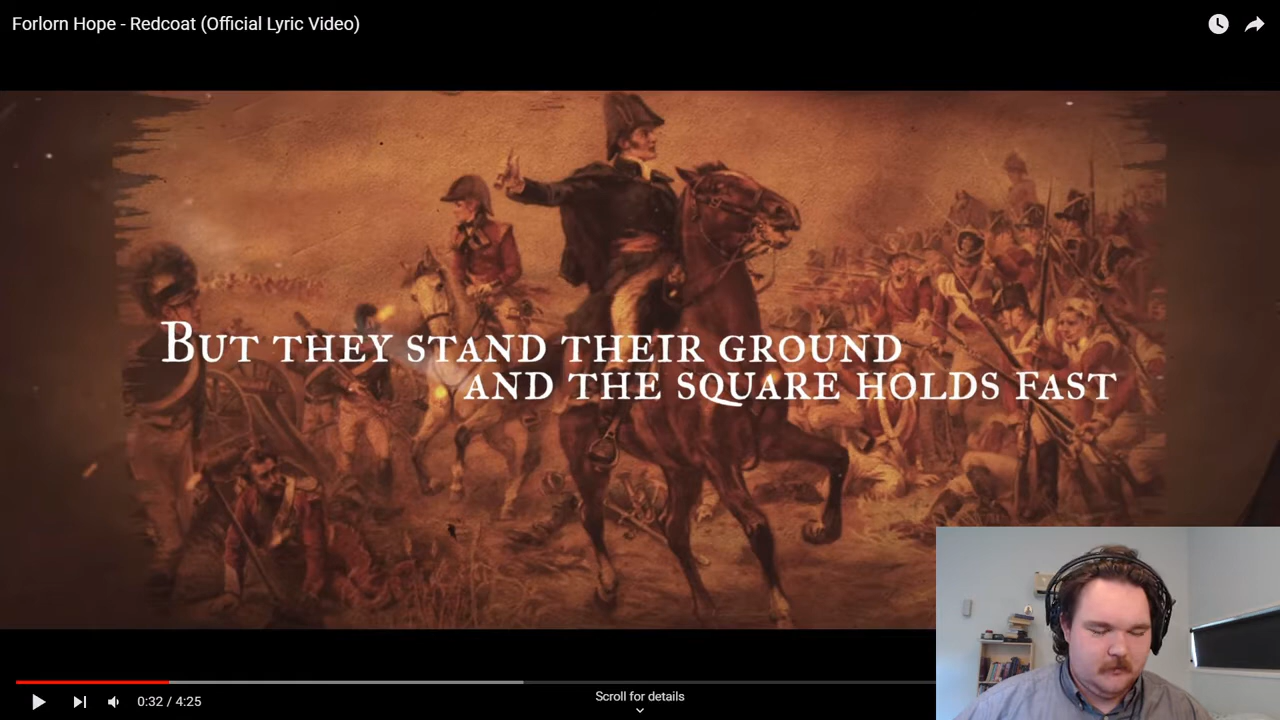 Forlorn Hope - Redcoat (Official Lyric Video)
BUT THEY STAND THEIR GROUND
AND THE SQUARE HOLDS FAST
0:32 / 4:25
Scroll for details